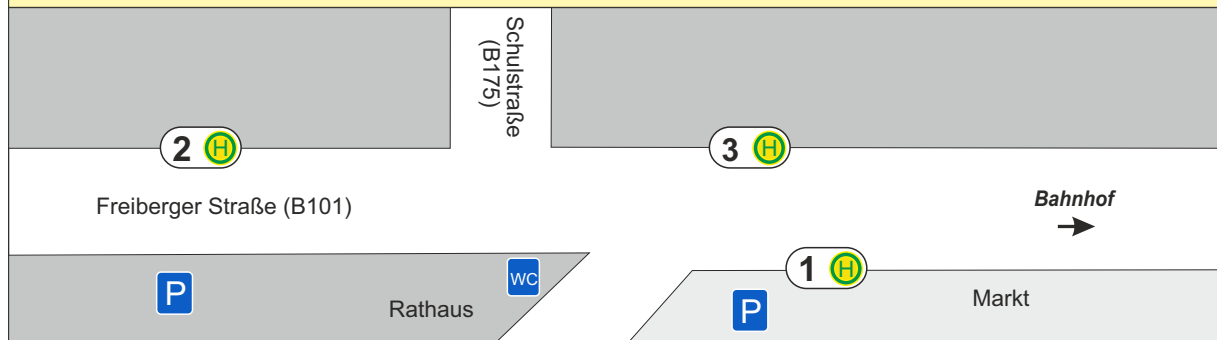 Schulstraße
(B175)
2 H
3 H
Freiberger Straße (B101)
Bahnhof
1 H
P
WC
Rathaus
P
Markt